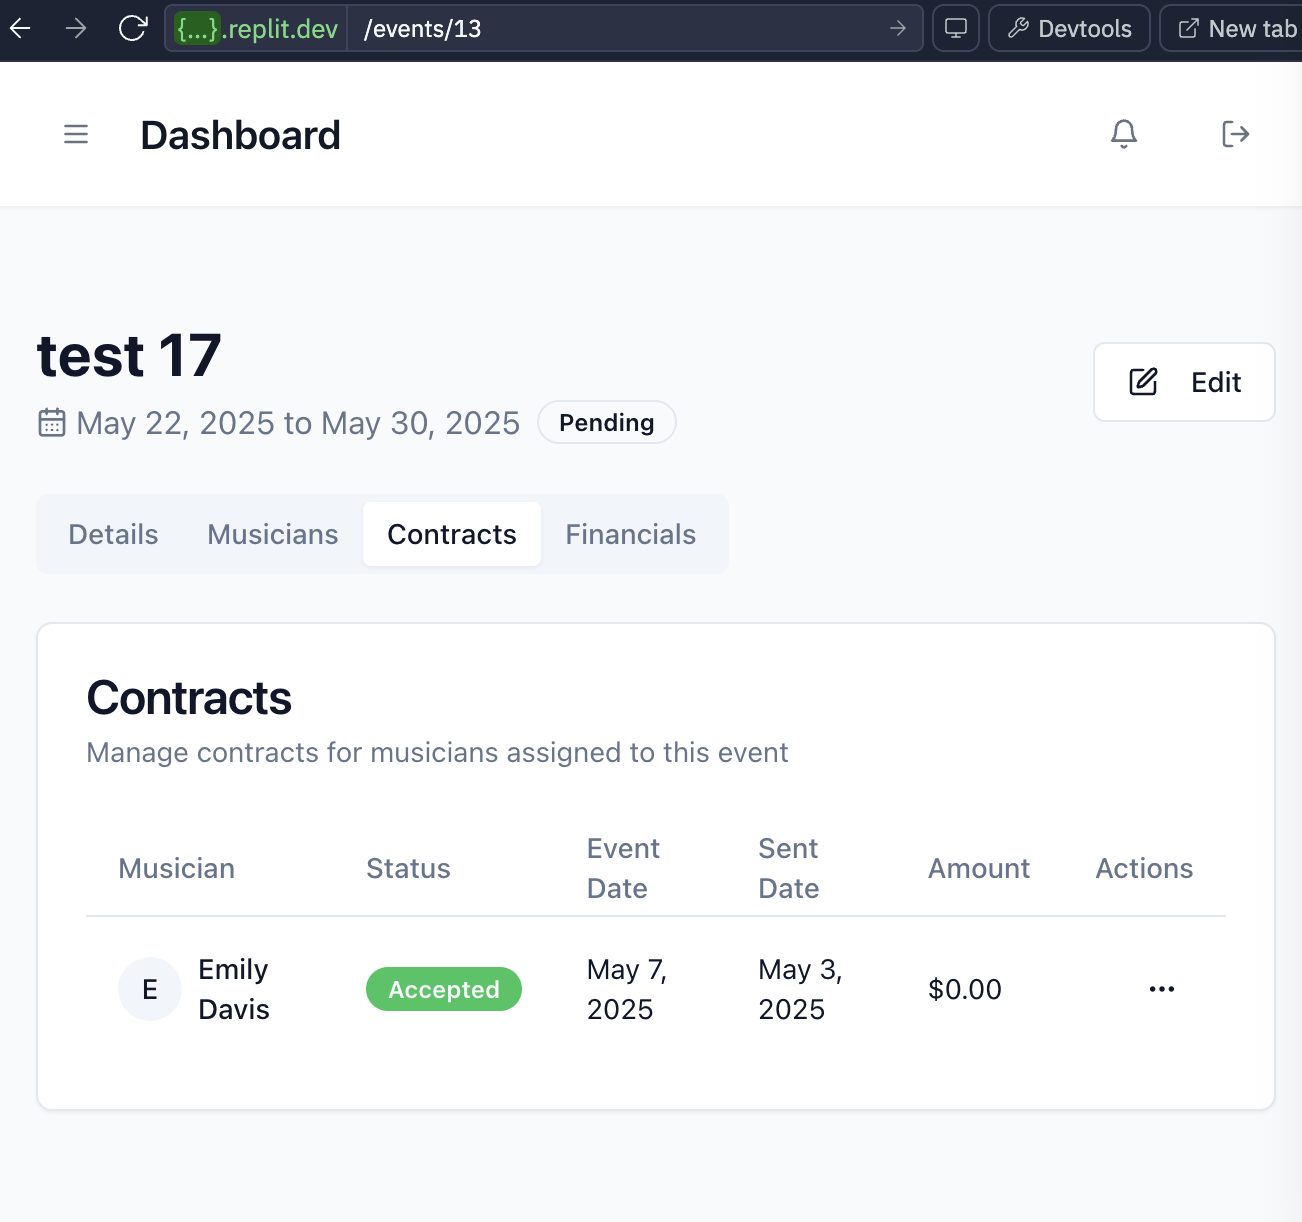 {...}.replit.dev /events/13 Devtools New tab
Dashboard
test 17
Edit
May 22, 2025 to May 30, 2025 Pending
Details Musicians Contracts Financials
Contracts
Manage contracts for musicians assigned to this event
Musician Status Event Date Sent Date Amount Actions
E Emily Davis Accepted May 7, 2025 May 3, 2025 $0.00 ...